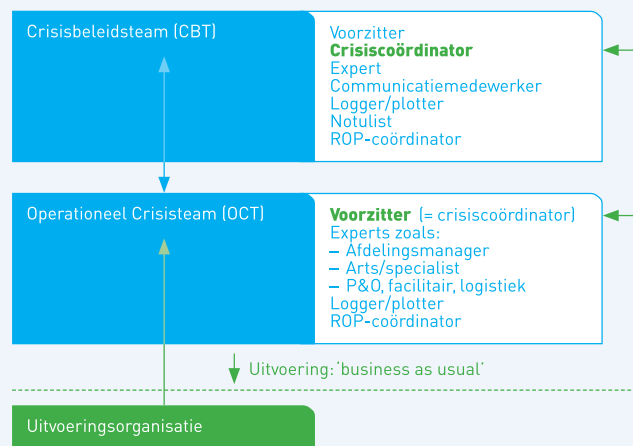 Crisisbeleidsteam (CBT)
Voorzitter
Crisiscoördinator
Expert
Communicatiemedewerker
Logger/plotter
Notulist
ROP-coördinator
Operationeel Crisisteam (OCT)
Voorzitter (= crisiscoördinator)
Experts zoals:
– Afdelingsmanager
– Arts/specialist
– P&O, facilitair, logistiek
Logger/plotter
ROP-coördinator
Uitvoering: ‘business as usual’
Uitvoeringsorganisatie